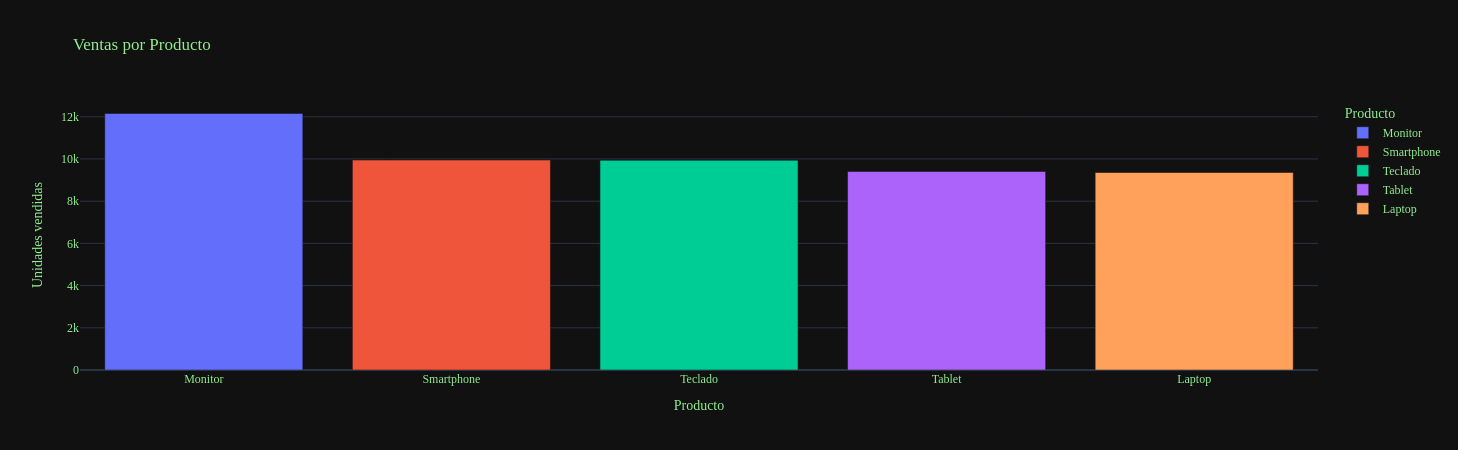 Ventas por Producto
Unidades vendidas
12k
10k
8k
6k
4k
2k
0
Monitor
Smartphone
Teclado
Tablet
Laptop
Producto
Producto
Monitor
Smartphone
Teclado
Tablet
Laptop